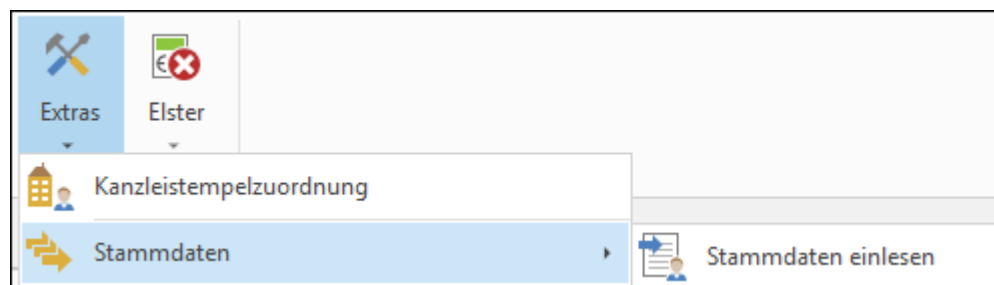 Extras
Elster
Kanzleistempelzuordnung
Stammdaten
Stammdaten einlesen